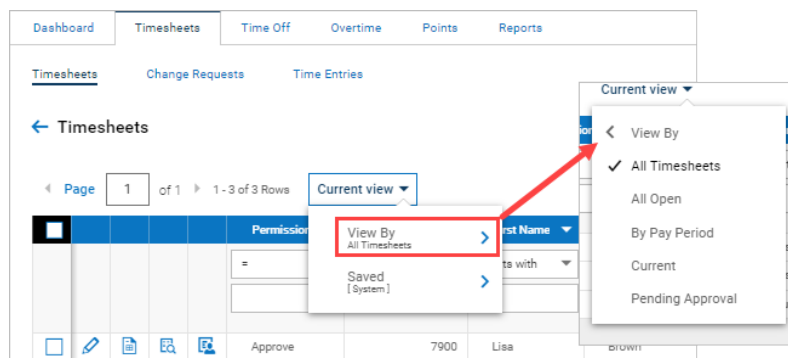 Dashboard Timesheets Time Off Overtime Points Reports
Timesheets Change Requests Time Entries
Timesheets
Page 1 of 1 1 - 3 of 3 Rows Current view
Permission rst Name
View By
All Timesheets
= ts with
Saved
[ System ]
Approve 7900 Lisa Brown
Current view
View By
All Timesheets
All Open
By Pay Period
Current
Pending Approval